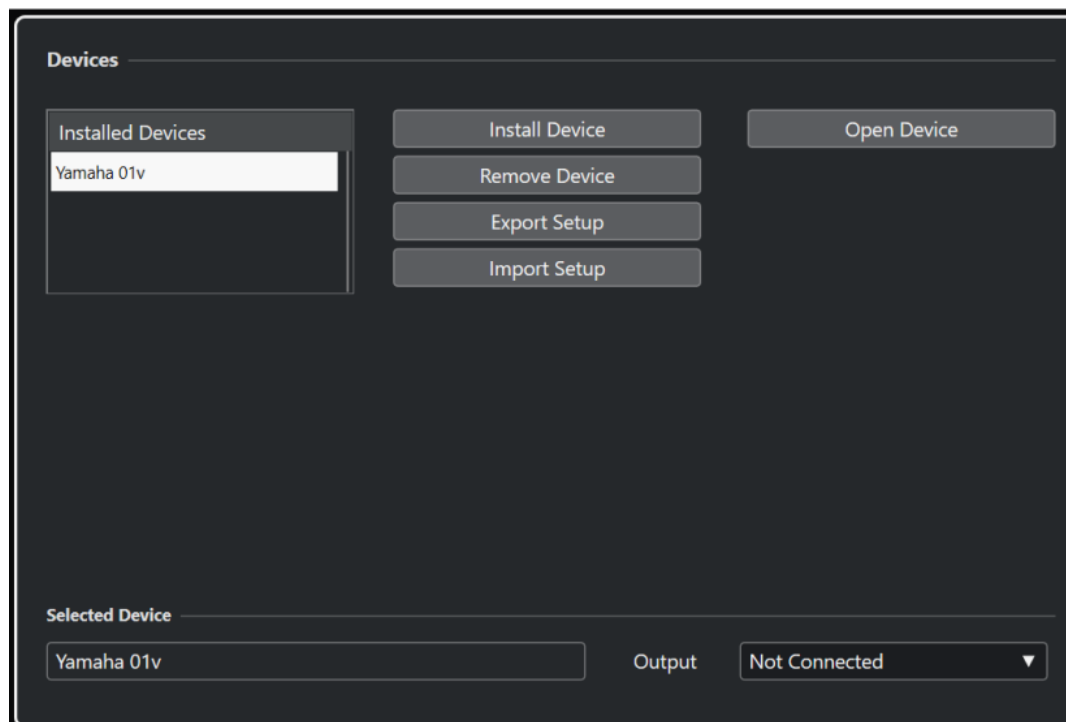 Devices
Installed Devices
Yamaha 01v
Install Device
Remove Device
Export Setup
Import Setup
Open Device
Selected Device
Yamaha 01v
Output
Not Connected